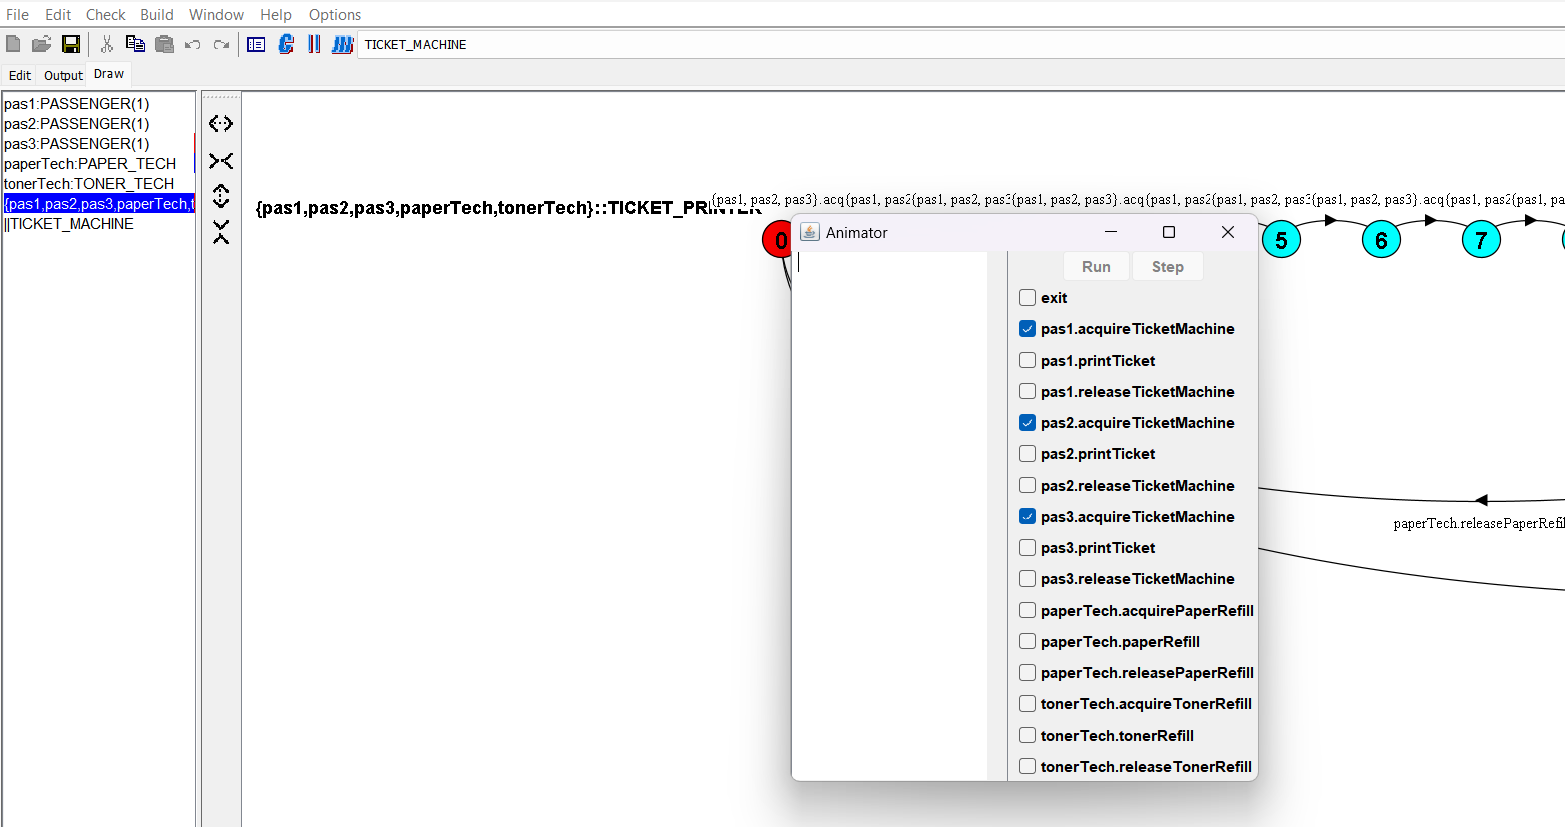 File Edit Check Build Window Help Options
TICKET_MACHINE
Edit Output Draw
pas1:PASSENGER(1)
pas2:PASSENGER(1)
pas3:PASSENGER(1)
paperTech:PAPER_TECH
tonerTech:TONER_TECH
{pas1,pas2,pas3,paperTech,t
||TICKET_MACHINE
{pas1,pas2,pas3,paperTech,tonerTech}::TICKET_PRINTER
{pas1, pas2, pas3}.acq{pas1, pas2{pas1, pas2, pas3{pas1, pas2, pas3}.acq{pas1, pas2{pas1, pas2, pas3{pas1, pas2, pas3}.acq{pas1, pas2{pas1, pas
0
5
6
7
Animator
Run Step
exit
pas1.acquireTicketMachine
pas1.printTicket
pas1.releaseTicketMachine
pas2.acquireTicketMachine
pas2.printTicket
pas2.releaseTicketMachine
pas3.acquireTicketMachine
pas3.printTicket
pas3.releaseTicketMachine
paperTech.acquirePaperRefill
paperTech.paperRefill
paperTech.releasePaperRefill
tonerTech.acquireTonerRefill
tonerTech.tonerRefill
tonerTech.releaseTonerRefill
paperTech.releasePaperRefil